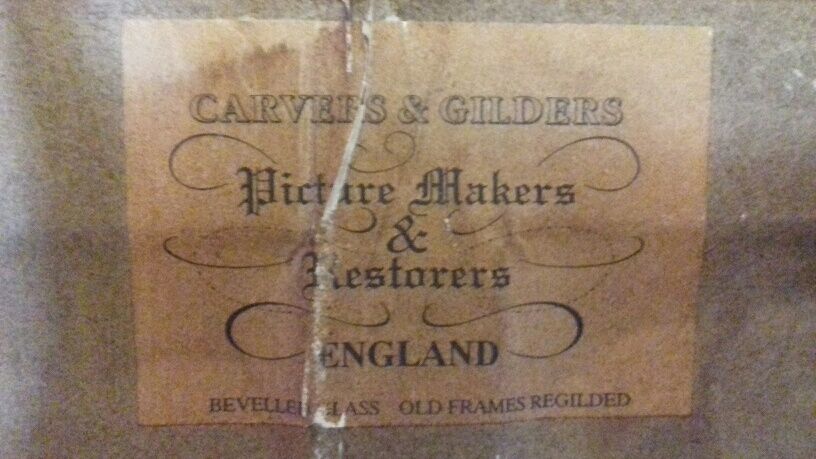 CARVERS & GILDERS
Picture Makers
&
Restorers
ENGLAND
BEVELLED GLASS OLD FRAMES REGILDED